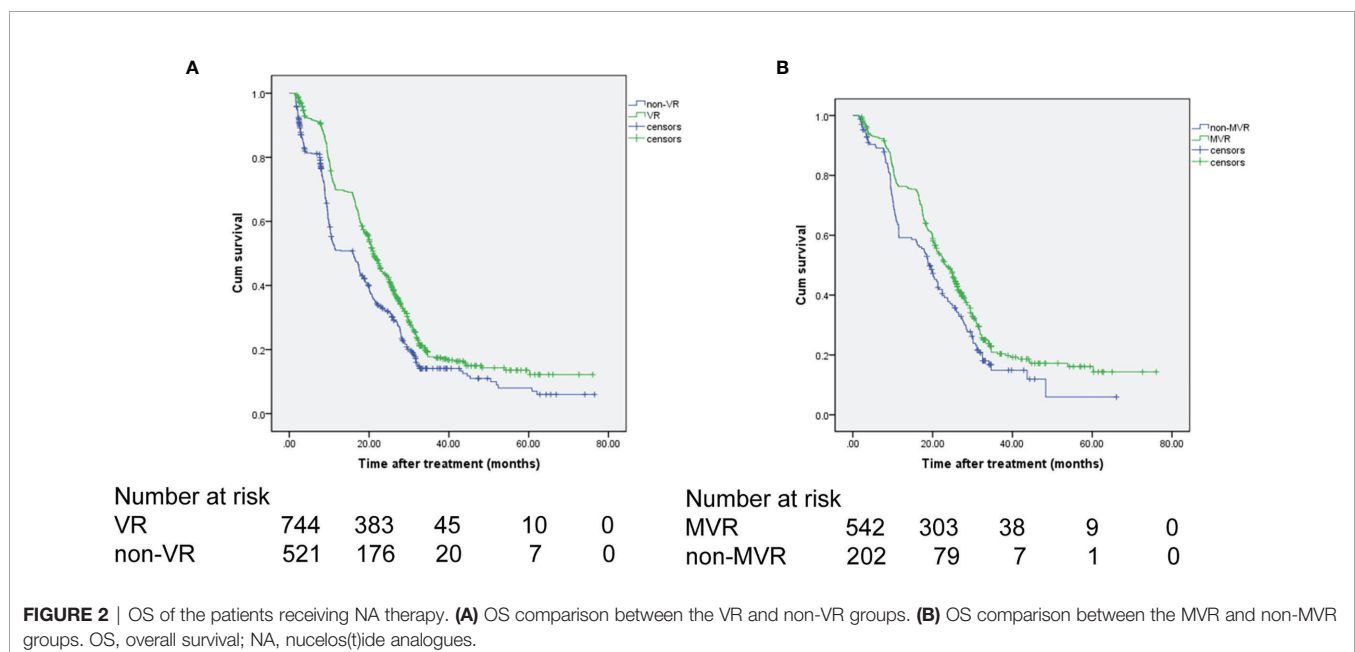 A
1.0
0.8
0.6
0.4
0.2
0.0
Cum survival
.00 20.00 40.00 60.00 80.00
Time after treatment (months)
non-VR
VR
censors
censors
Number at risk
VR 744 383 45 10 0
non-VR 521 176 20 7 0
B
1.0
0.8
0.6
0.4
0.2
0.0
Cum survival
.00 20.00 40.00 60.00 80.00
Time after treatment (months)
non-MVR
MVR
censors
censors
Number at risk
MVR 542 303 38 9 0
non-MVR 202 79 7 1 0
FIGURE 2 | OS of the patients receiving NA therapy. (A) OS comparison between the VR and non-VR groups. (B) OS comparison between the MVR and non-MVR
groups. OS, overall survival; NA, nucelos(t)ide analogues.